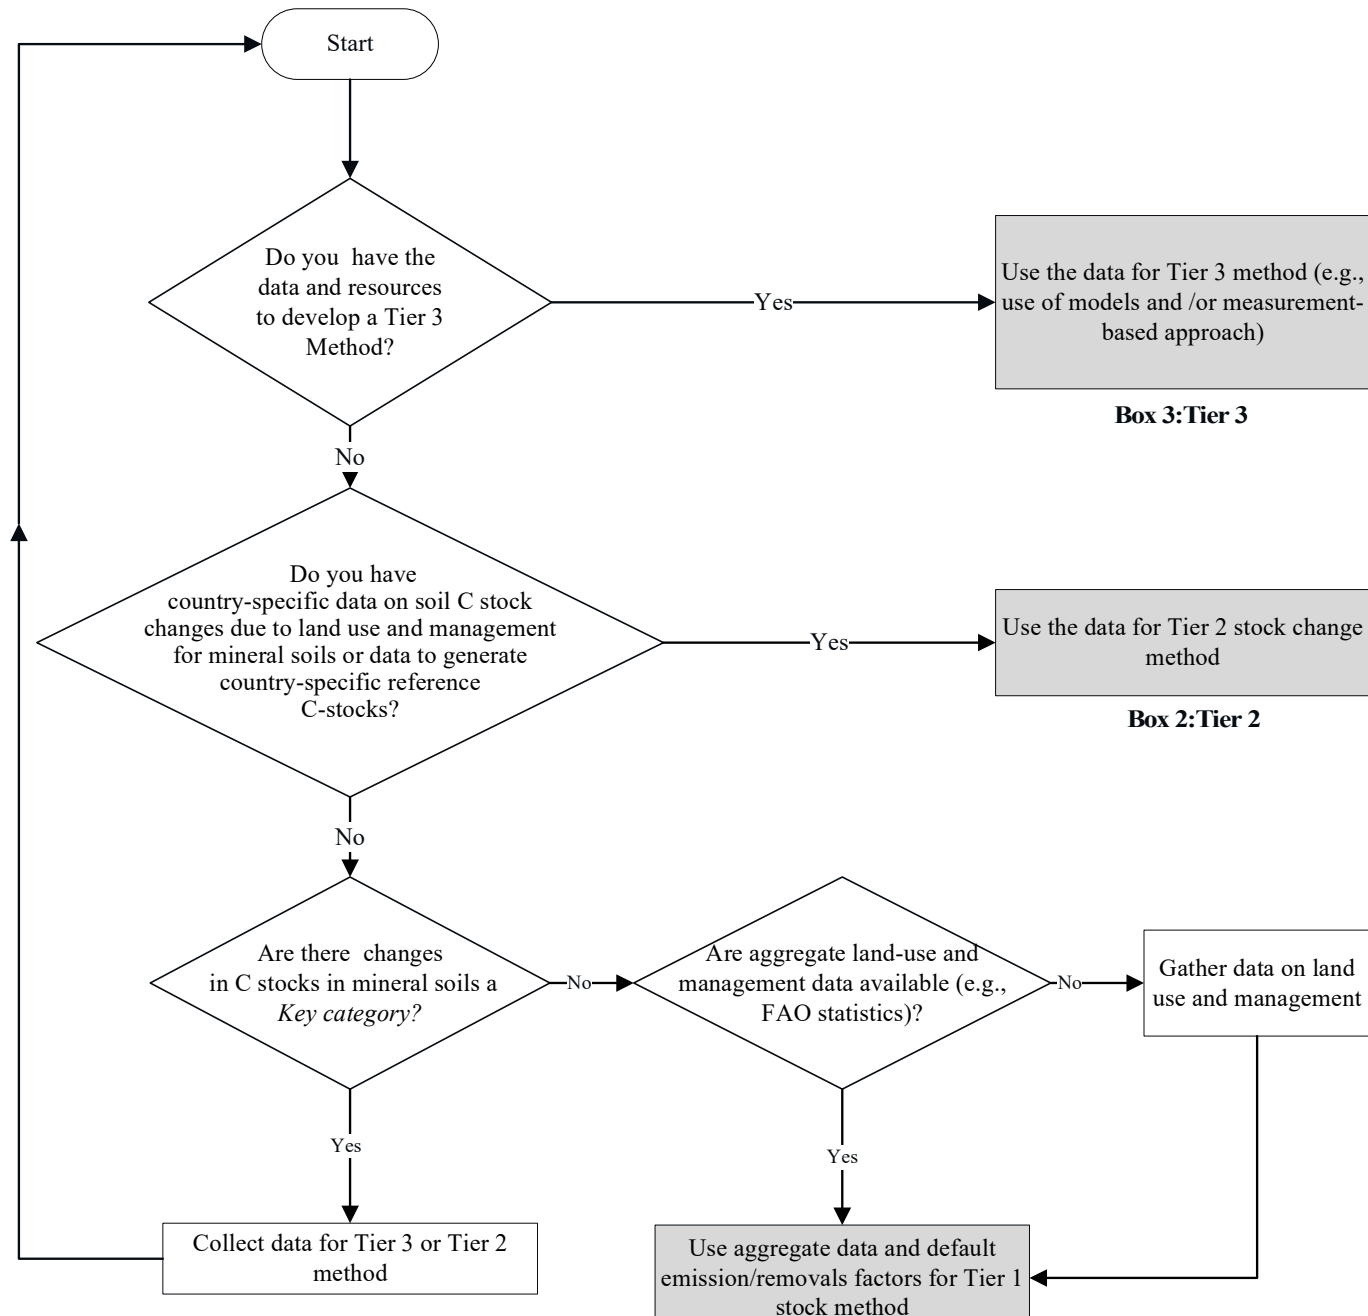 Start
Do you have the
data and resources
to develop a Tier 3
Method?
Yes
Use the data for Tier 3 method (e.g.,
use of models and /or measurement-
based approach)
Box 3:Tier 3
No
Do you have
country-specific data on soil C stock
changes due to land use and management
for mineral soils or data to generate
country-specific reference
C-stocks?
Yes
Use the data for Tier 2 stock change
method
Box 2:Tier 2
No
Are there changes
in C stocks in mineral soils a
Key category?
No
Are aggregate land-use and
management data available (e.g.,
FAO statistics)?
No
Gather data on land
use and management
Yes
Yes
Collect data for Tier 3 or Tier 2
method
Use aggregate data and default
emission/removals factors for Tier 1
stock method